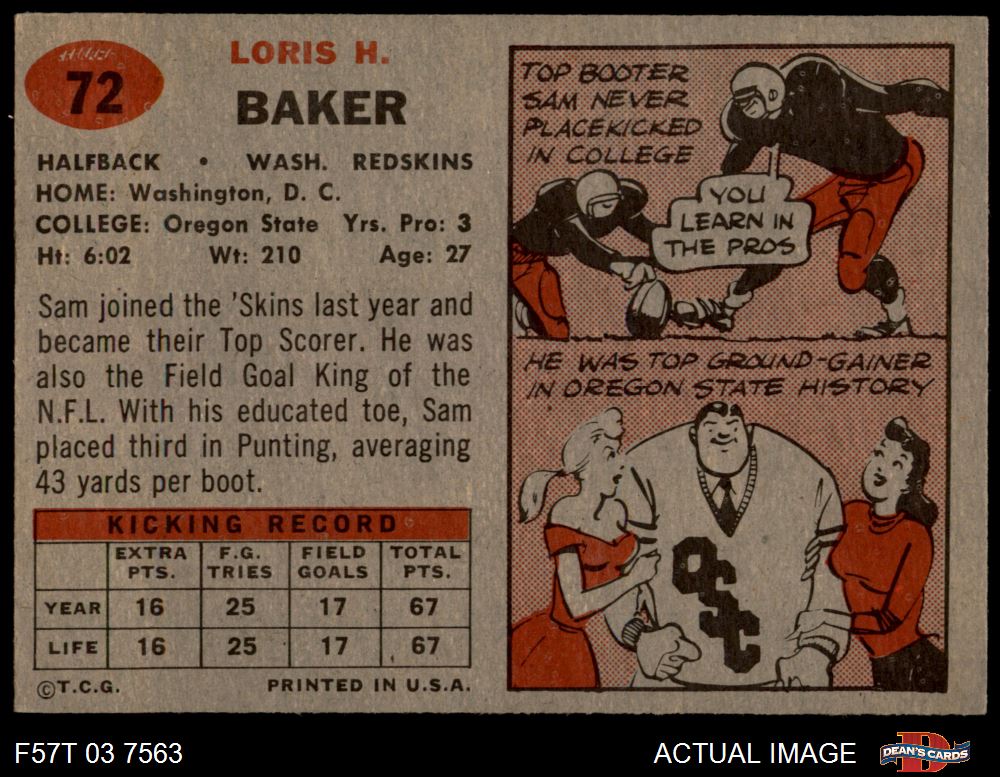 72
LORIS H.
BAKER
HALFBACK • WASH. REDSKINS
HOME: Washington, D. C.
COLLEGE: Oregon State Yrs. Pro: 3
Ht: 6:02 Wt: 210 Age: 27
Sam joined the 'Skins last year and
became their Top Scorer. He was
also the Field Goal King of the
N.F.L. With his educated toe, Sam
placed third in Punting, averaging
43 yards per boot.
KICKING RECORD
EXTRA PTS. F.G. TRIES FIELD GOALS TOTAL PTS.
YEAR 16 25 17 67
LIFE 16 25 17 67
©T.C.G. PRINTED IN U.S.A.
TOP BOOTER
SAM NEVER
PLACEKICKED
IN COLLEGE
YOU
LEARN IN
THE PROS
HE WAS TOP GROUND-GAINER
IN OREGON STATE HISTORY
OSC
F57T 03 7563 ACTUAL IMAGE DEAN'S CARDS